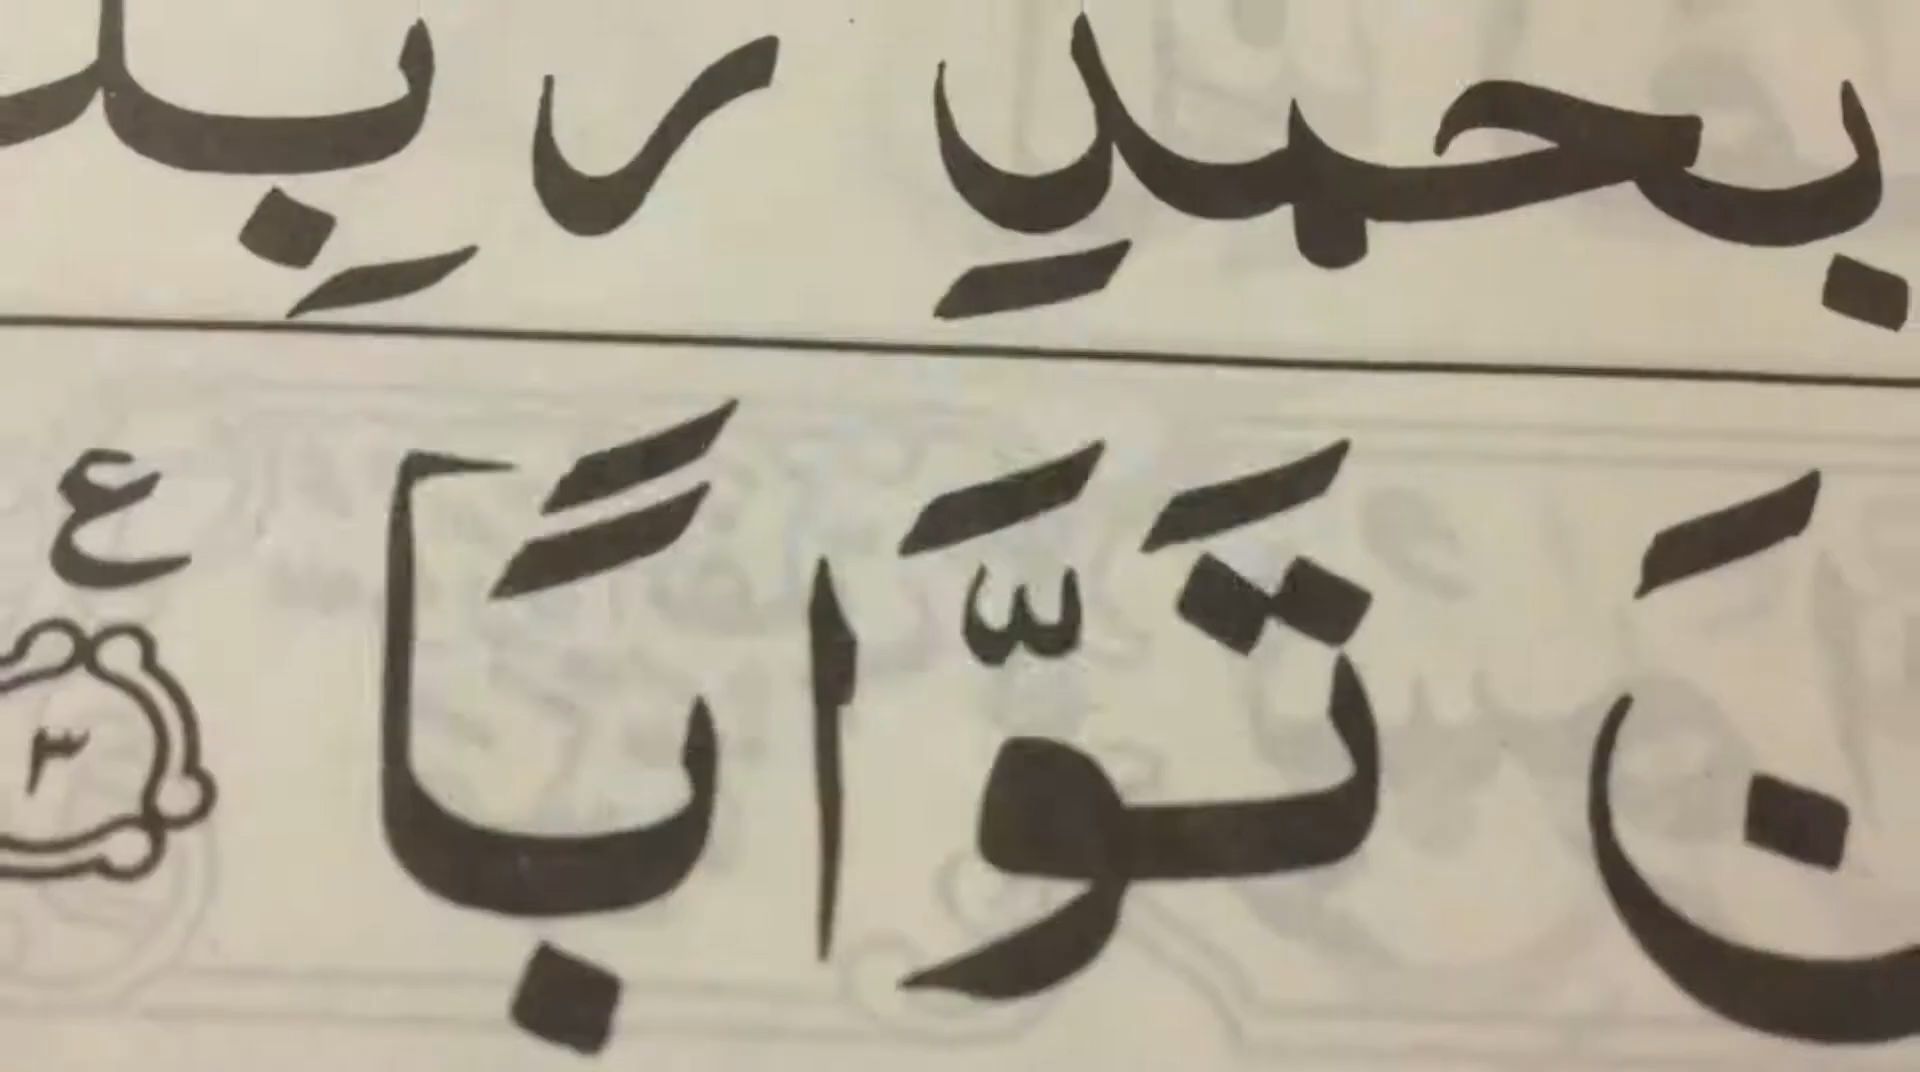 بحمدِ ربِك
نَ تَوَّابًا ع ٣